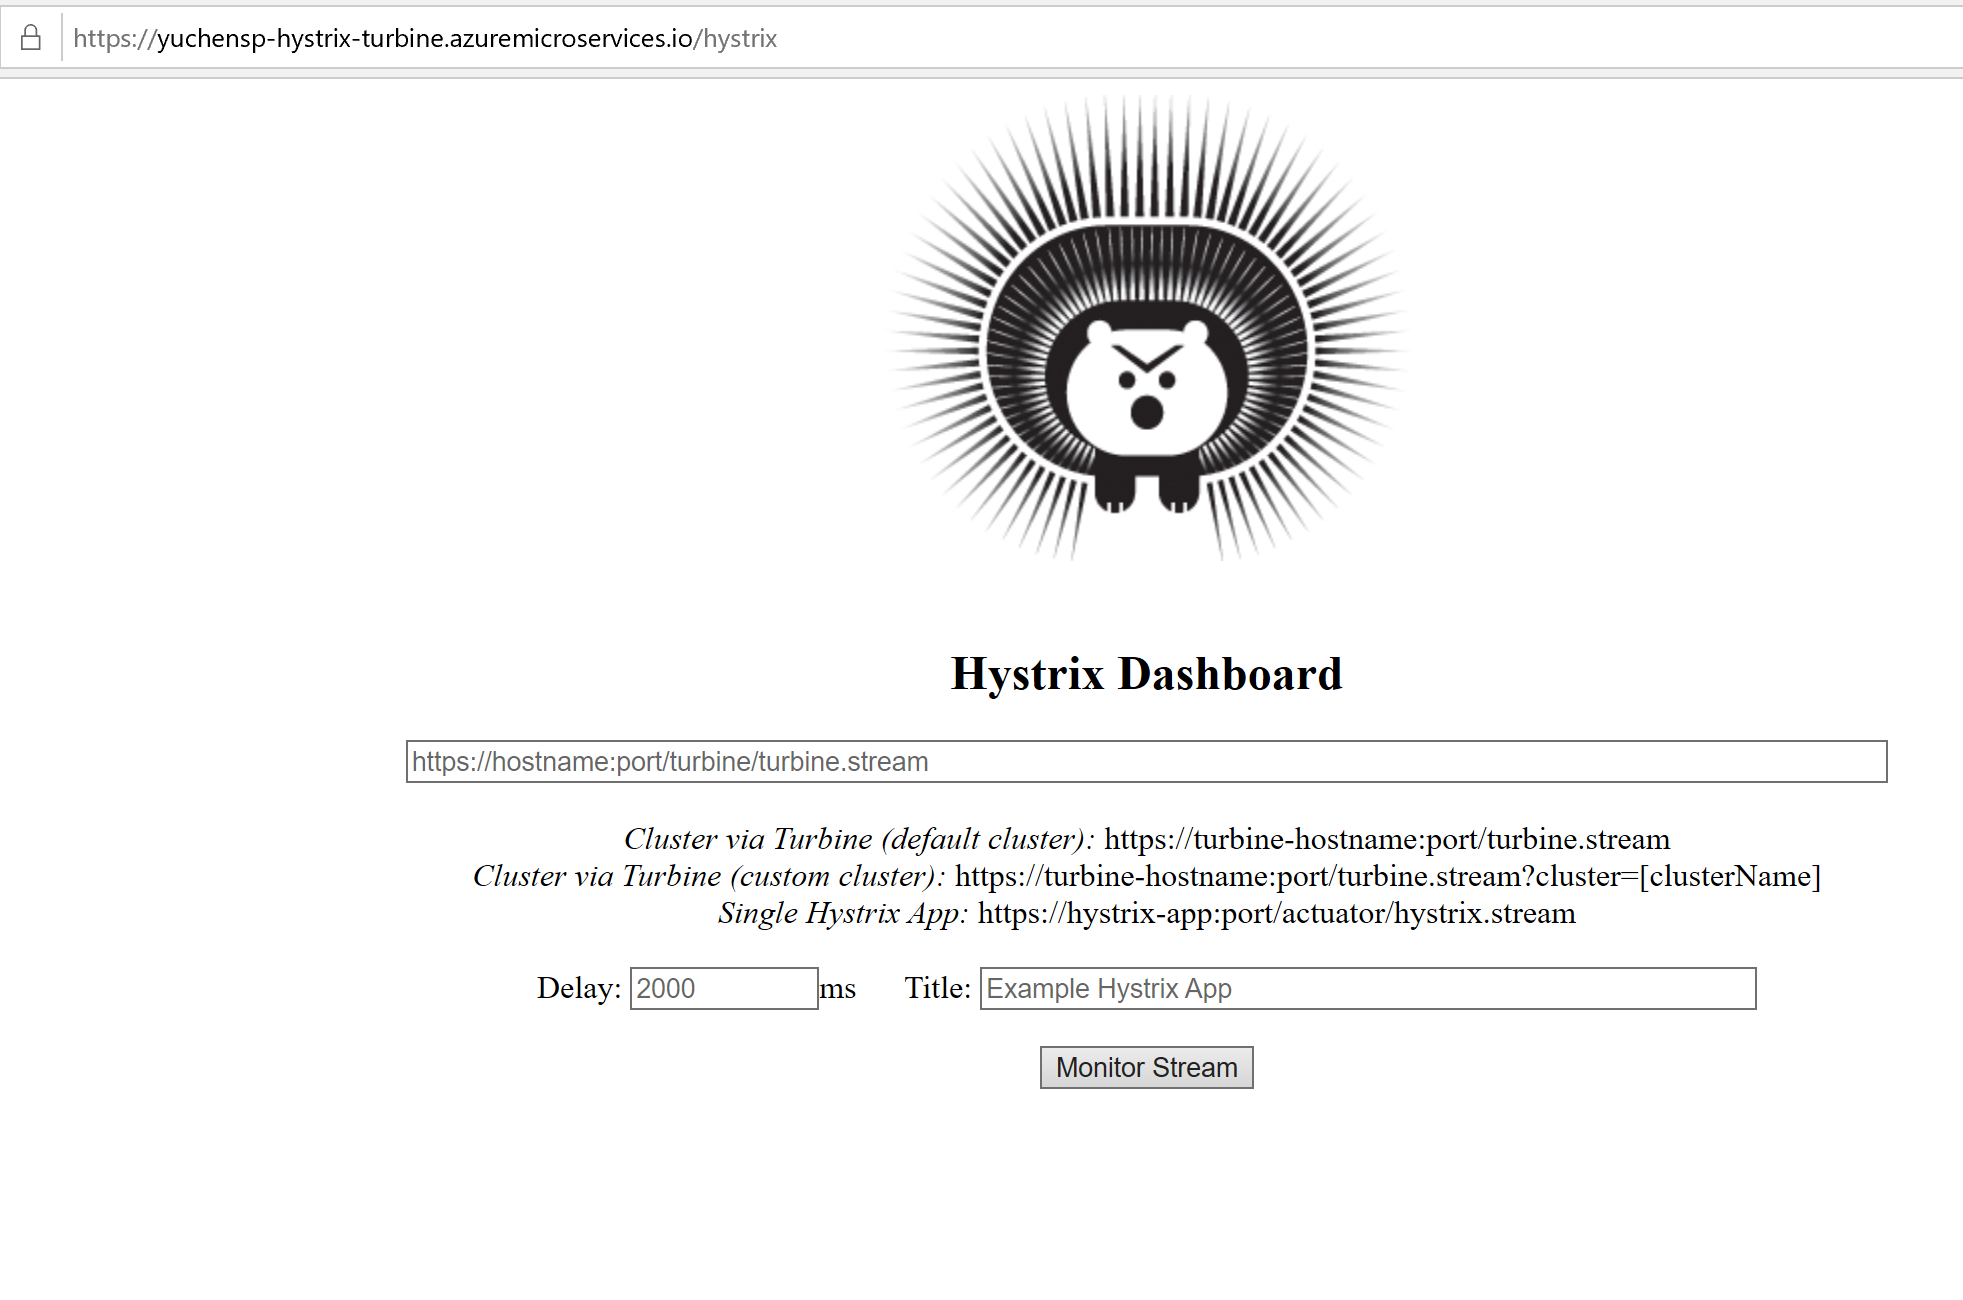 https://yuchensp-hystrix-turbine.azuremicroservices.io/hystrix
Hystrix Dashboard
https://hostname:port/turbine/turbine.stream
Cluster via Turbine (default cluster): https://turbine-hostname:port/turbine.stream
Cluster via Turbine (custom cluster): https://turbine-hostname:port/turbine.stream?cluster=[clusterName]
Single Hystrix App: https://hystrix-app:port/actuator/hystrix.stream
Delay: 2000 ms Title: Example Hystrix App
Monitor Stream